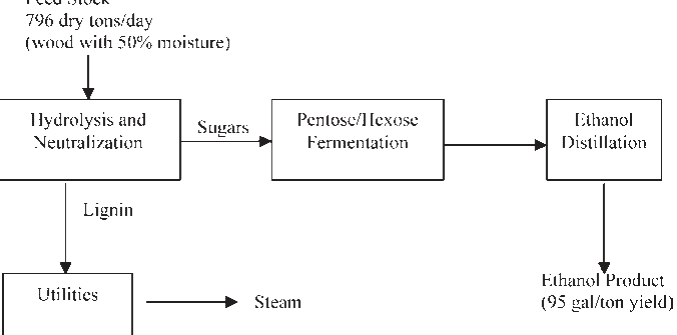 Feed Stock
796 dry tons/day
(wood with 50% moisture)
Hydrolysis and
Neutralization
Sugars
Pentose/Hexose
Fermentation
Ethanol
Distillation
Lignin
Utilities
Steam
Ethanol Product
(95 gal/ton yield)